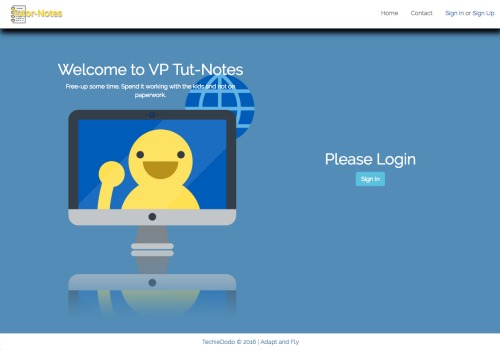 Tutor-Notes
Home
Contact
Sign In or Sign Up
Welcome to VP Tut-Notes
Free-up some time. Spend it working with the kids and not on
paperwork.
Please Login
Sign In
TechieDodo © 2016 | Adapt and Fly